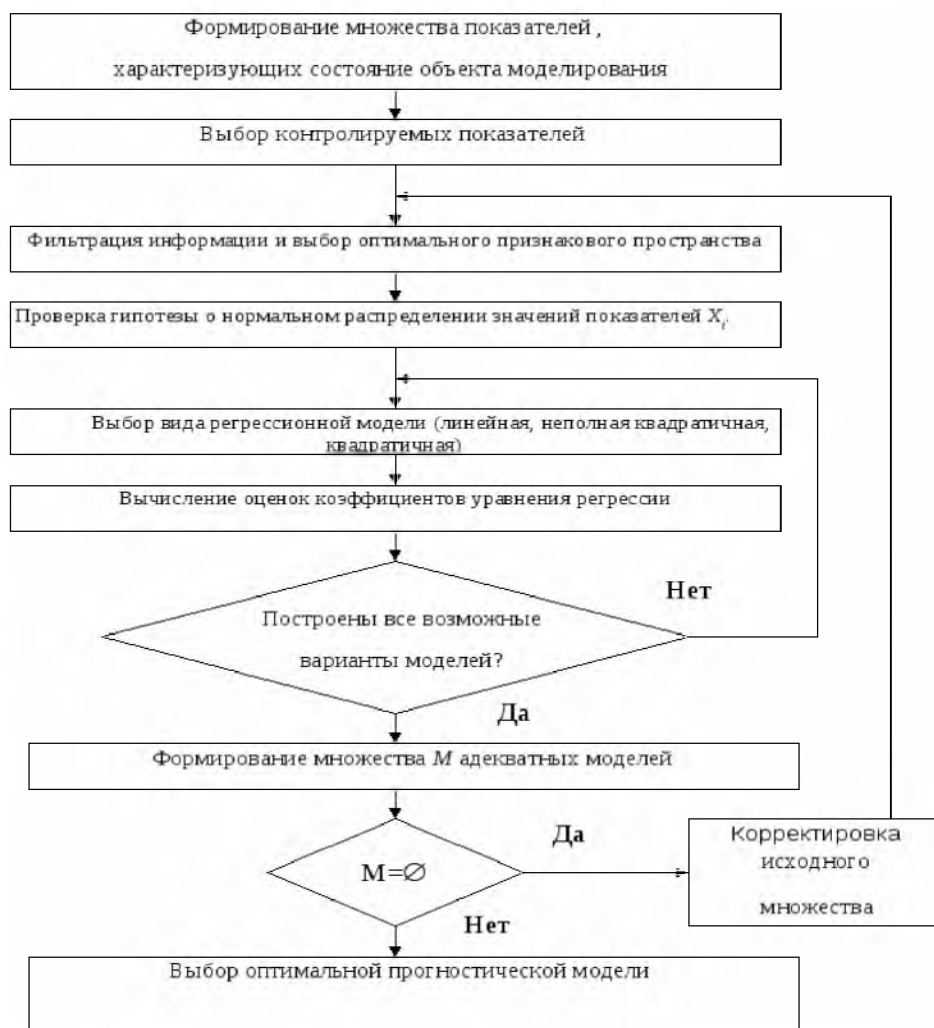 Формирование множества показателей ,
характеризующих состояние объекта моделирования
Выбор контролируемых показателей
Фильтрация информации и выбор оптимального признакового пространства
Проверка гипотезы о нормальном распределении значений показателей X_i.
Выбор вида регрессионной модели (линейная, неполная квадратичная,
квадратичная)
Вычисление оценок коэффициентов уравнения регрессии
Нет
Построены все возможные
варианты моделей?
Да
Формирование множества M адекватных моделей
Да
M=∅
Корректировка
исходного
множества
Нет
Выбор оптимальной прогностической модели